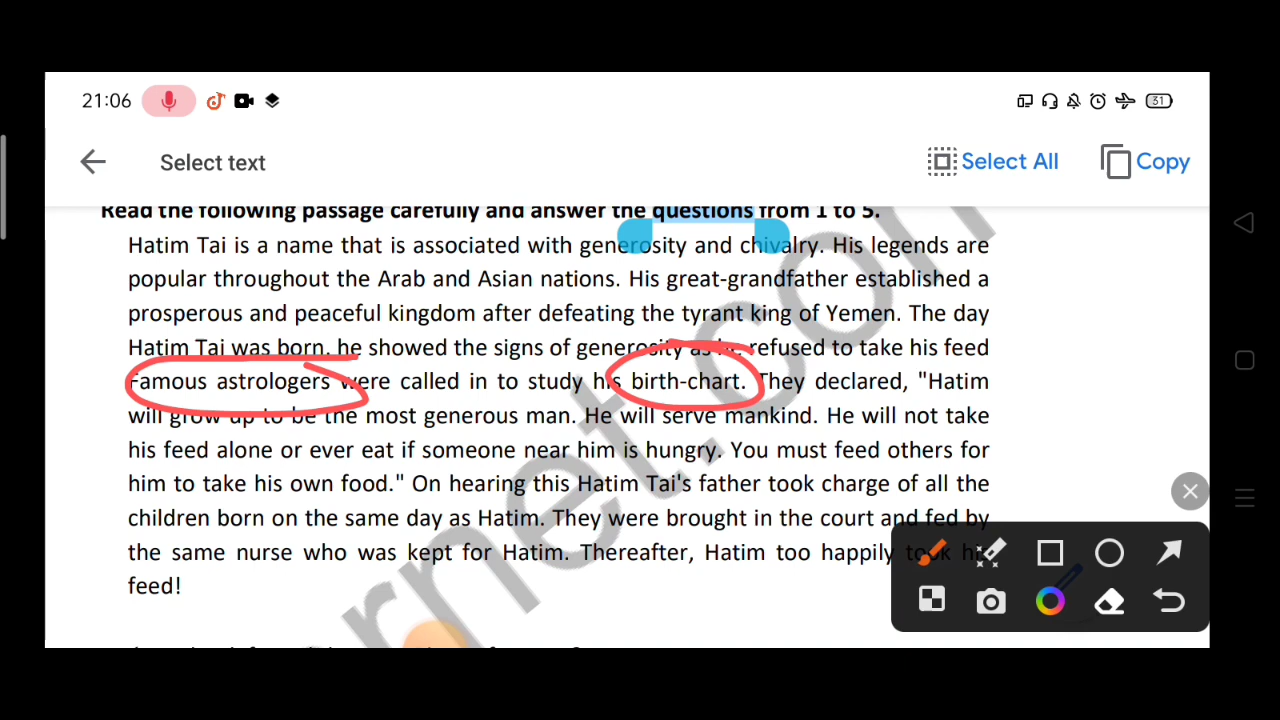 21:06
31
Select text
Select All
Copy
Read the following passage carefully and answer the questions from 1 to 5.
Hatim Tai is a name that is associated with generosity and chivalry. His legends are
popular throughout the Arab and Asian nations. His great-grandfather established a
prosperous and peaceful kingdom after defeating the tyrant king of Yemen. The day
Hatim Tai was born, he showed the signs of generosity as he refused to take his feed
Famous astrologers were called in to study his birth-chart. They declared, "Hatim
will grow up to be the most generous man. He will serve mankind. He will not take
his feed alone or ever eat if someone near him is hungry. You must feed others for
him to take his own food." On hearing this Hatim Tai's father took charge of all the
children born on the same day as Hatim. They were brought in the court and fed by
the same nurse who was kept for Hatim. Thereafter, Hatim too happily took his
feed!
rnet.com